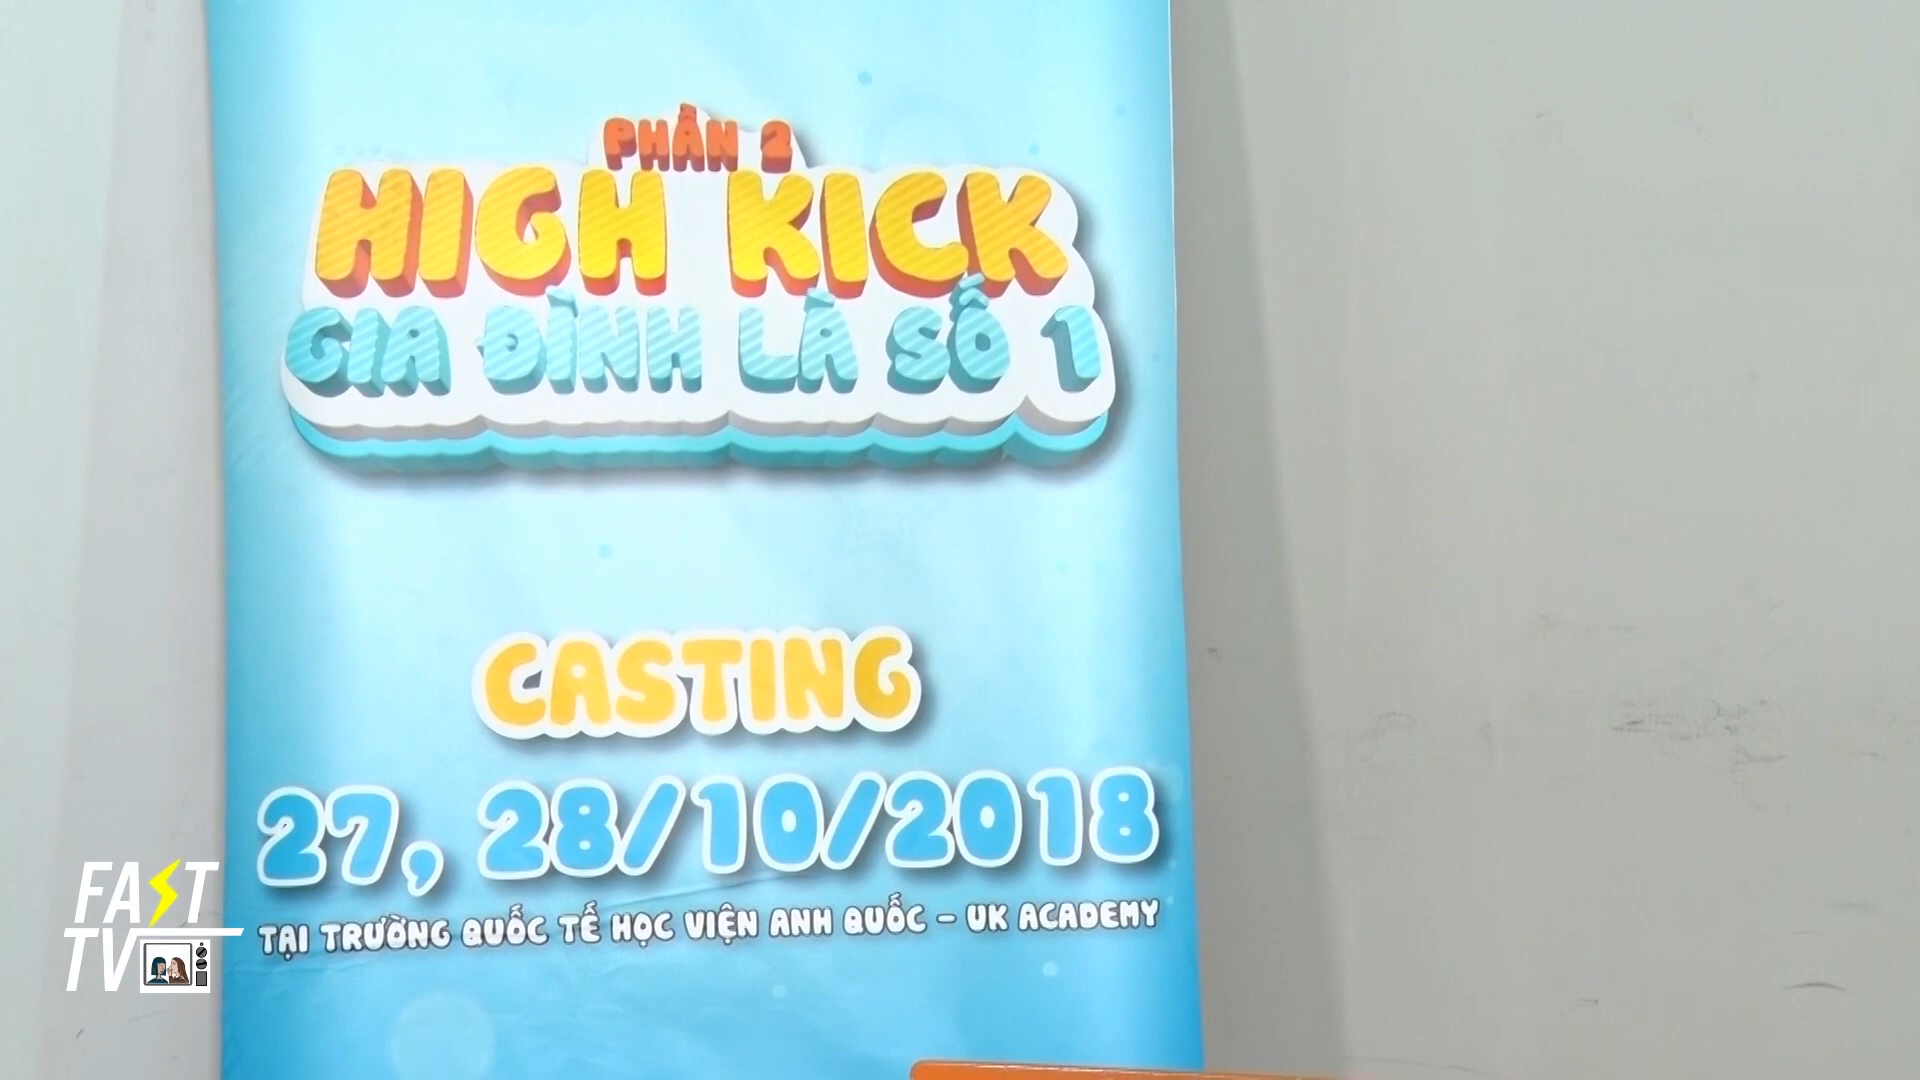 PHẦN 2
HIGH KICK
GIA ĐÌNH LÀ SỐ 1
CASTING
27, 28/10/2018
TẠI TRƯỜNG QUỐC TẾ HỌC VIỆN ANH QUỐC - UK ACADEMY
FAST
TV